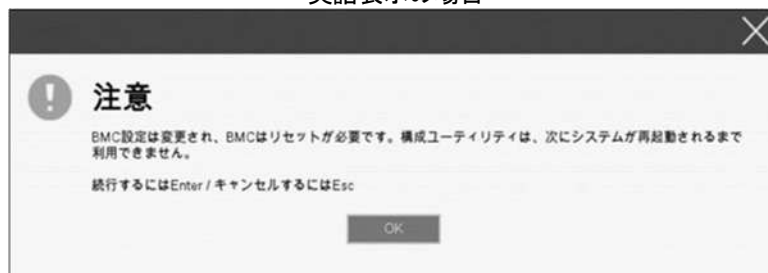 英語表示の場合
注意
BMC設定は変更され、BMCはリセットが必要です。構成ユーティリティは、次にシステムが再起動されるまで
利用できません。
続行するにはEnter / キャンセルするにはEsc
OK